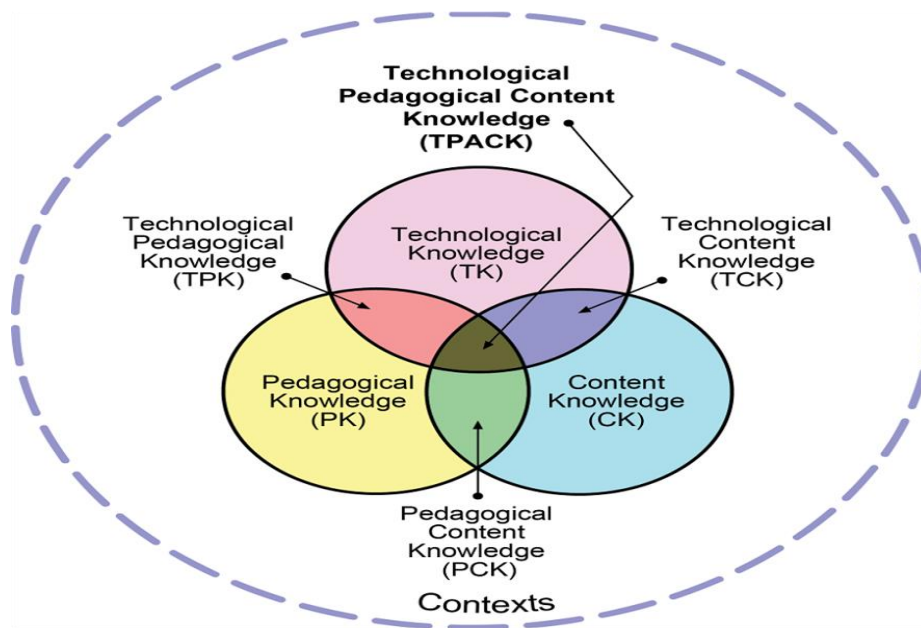 Technological
Pedagogical Content
Knowledge
(TPACK)
Technological
Pedagogical
Knowledge
(TPK)
Technological
Knowledge
(TK)
Technological
Content
Knowledge
(TCK)
Pedagogical
Knowledge
(PK)
Content
Knowledge
(CK)
Pedagogical
Content
Knowledge
(PCK)
Contexts